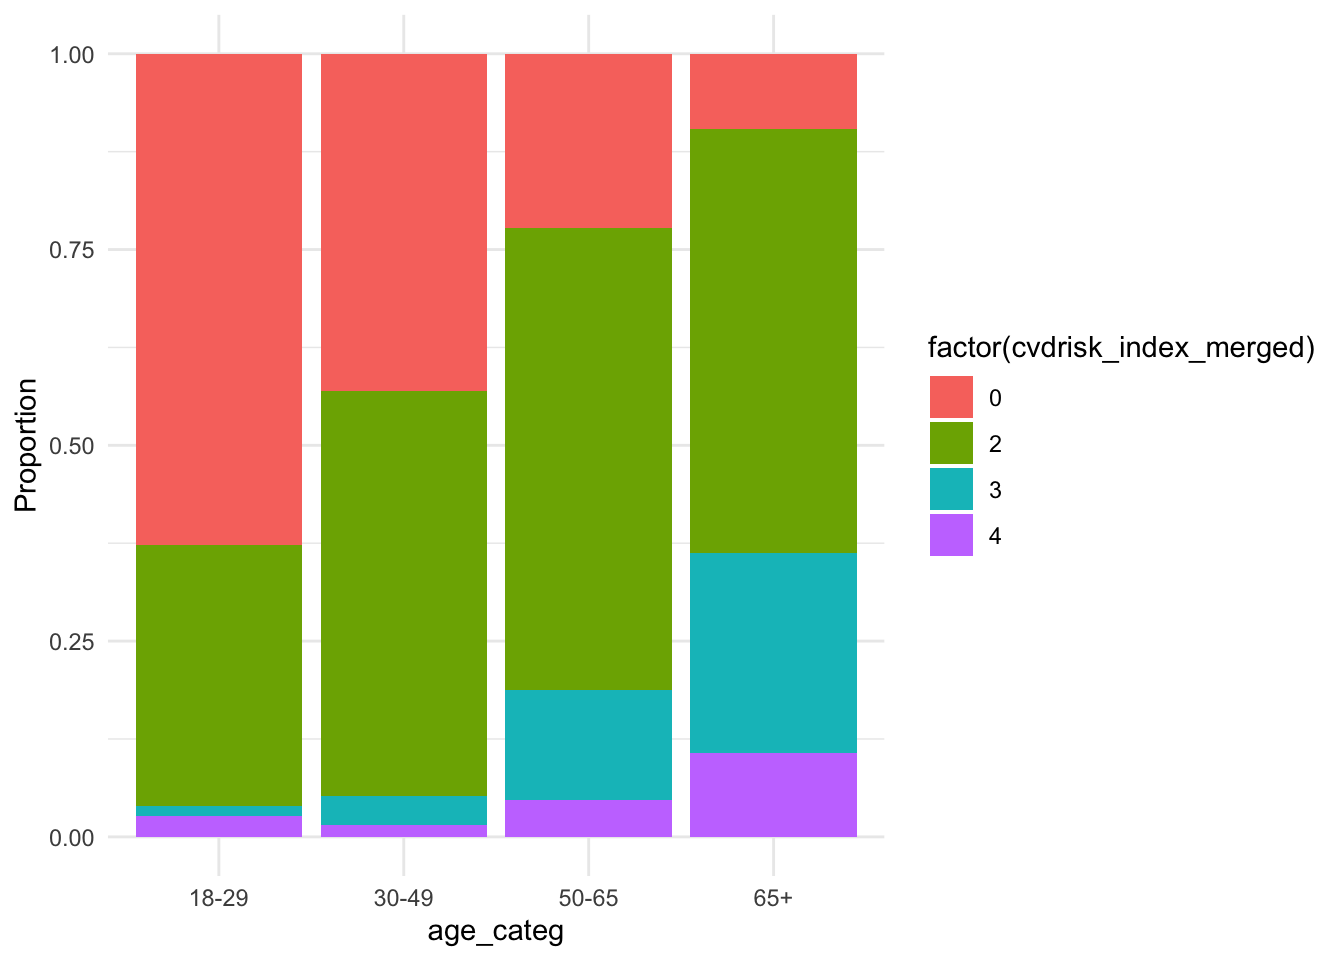 1.00
0.75
0.50
0.25
0.00
Proportion
18-29 30-49 50-65 65+
age_categ
factor(cvdrisk_index_merged)
0
2
3
4